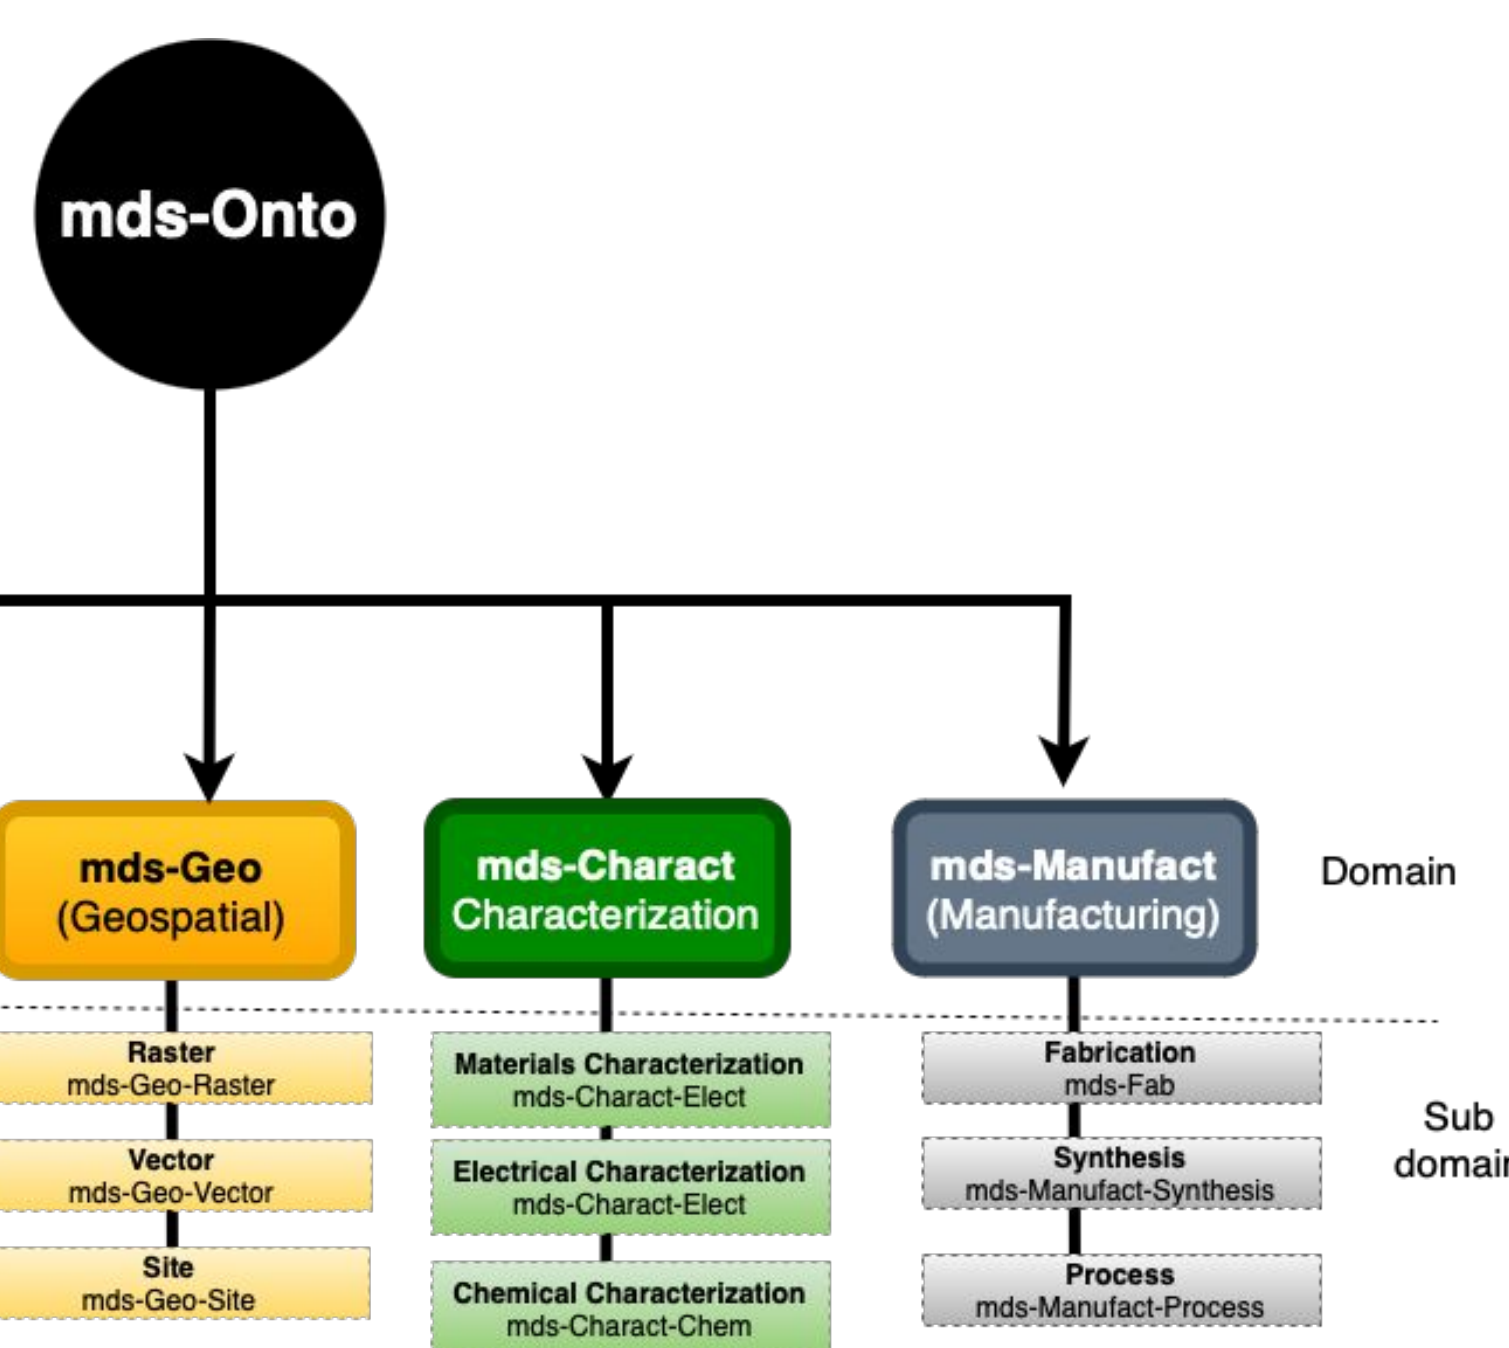 mds-Onto
mds-Geo
(Geospatial)
mds-Charact
Characterization
mds-Manufact
(Manufacturing)
Domain
Raster
mds-Geo-Raster
Vector
mds-Geo-Vector
Site
mds-Geo-Site
Materials Characterization
mds-Charact-Elect
Electrical Characterization
mds-Charact-Elect
Chemical Characterization
mds-Charact-Chem
Fabrication
mds-Fab
Synthesis
mds-Manufact-Synthesis
Process
mds-Manufact-Process
Sub
domain